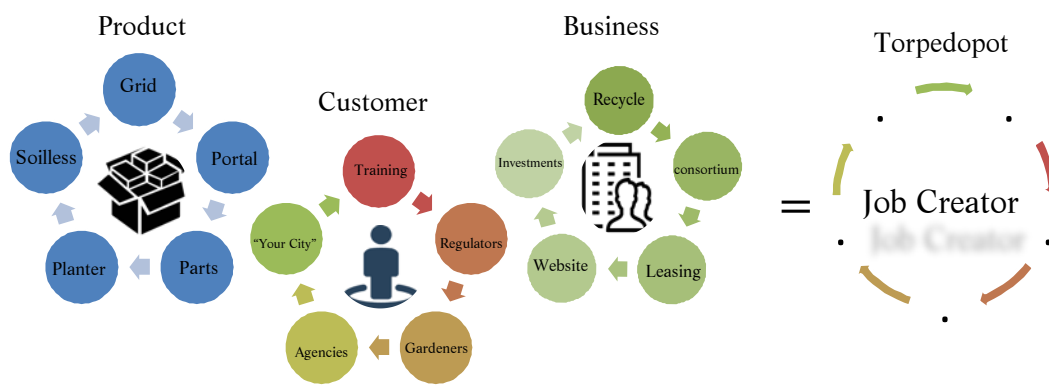 Product
Grid
Portal
Parts
Planter
Soilless
Customer
Training
Regulators
Gardeners
Agencies
“Your City”
Business
Recycle
consortium
Leasing
Website
Investments
=
Torpedopot
Job Creator